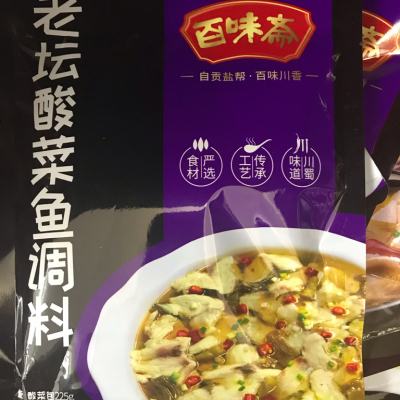 老坛酸菜鱼调料
百味斋
自贡盐帮·百味川香
严选食材
传承工艺
川蜀味道
酸菜包225g